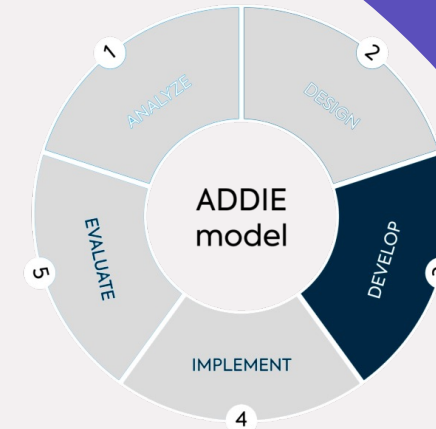 1
ANALYZE
2
DESIGN
DEVELOP
IMPLEMENT
4
EVALUATE
5
ADDIE
model